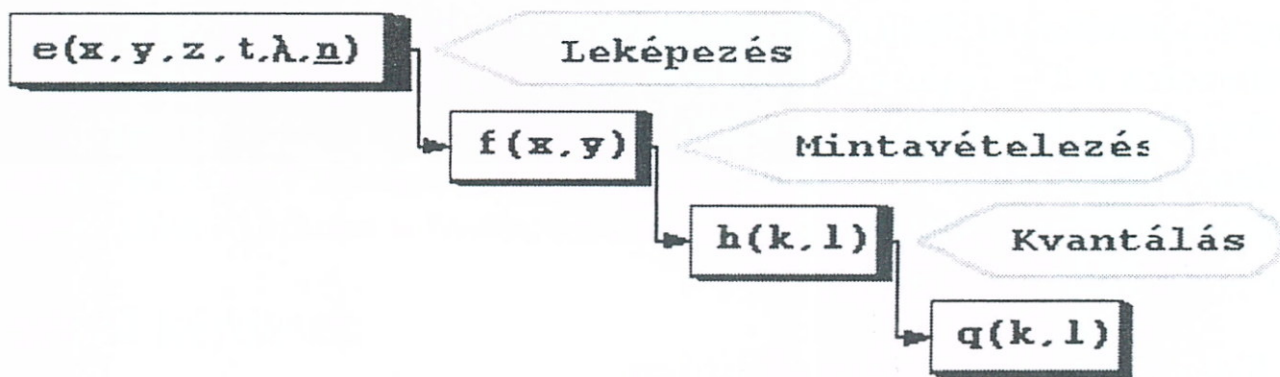 e(x,y,z,t,λ,n)
Leképezés
f(x,y)
Mintavételezés
h(k,l)
Kvantálás
q(k,l)